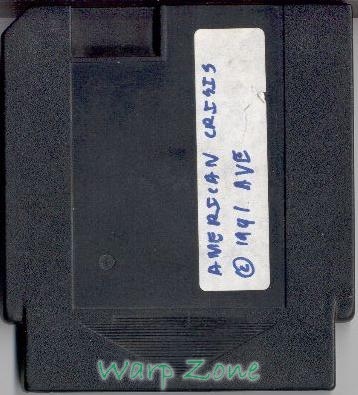 AMERICAN CRISIS
© 1991 AVE
Warp Zone